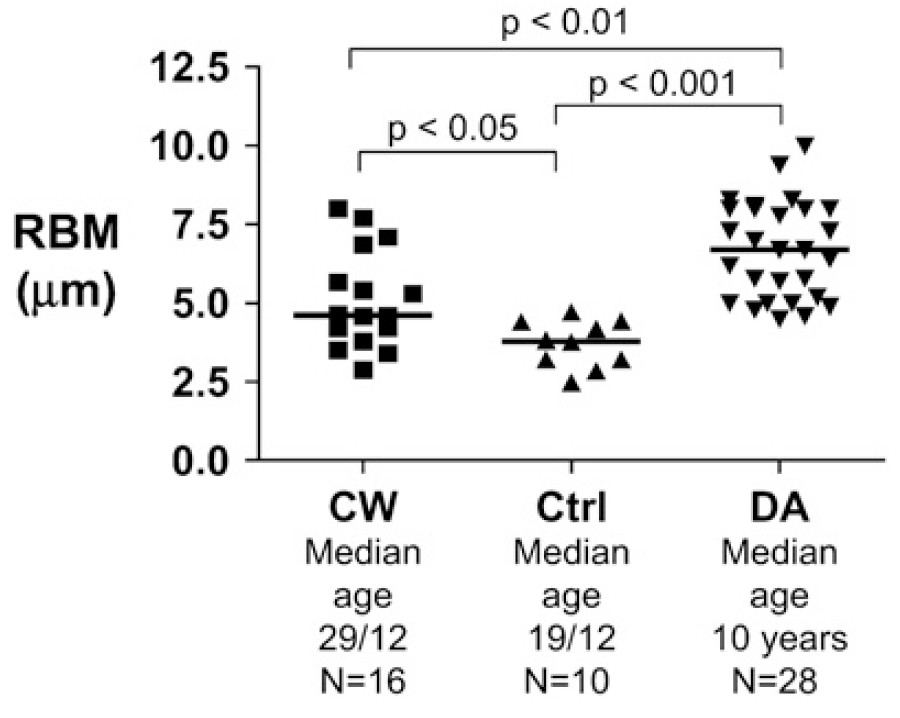 p < 0.01
p < 0.001
p < 0.05
12.5
10.0
7.5
5.0
2.5
0.0
RBM
(μm)
CW
Median
age
29/12
N=16
Ctrl
Median
age
19/12
N=10
DA
Median
age
10 years
N=28